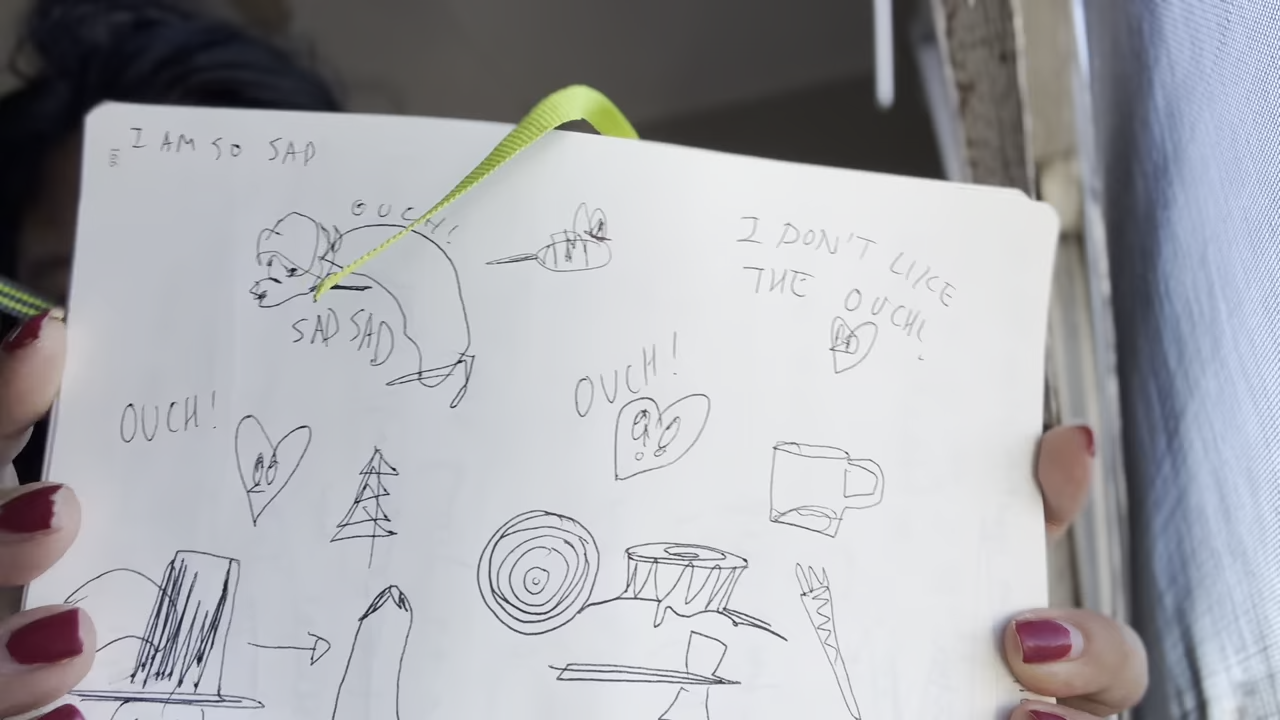 I AM SO SAD
OUCH!
SAD SAD
I DON'T LIKE
THE OUCH!
OUCH!
OUCH!